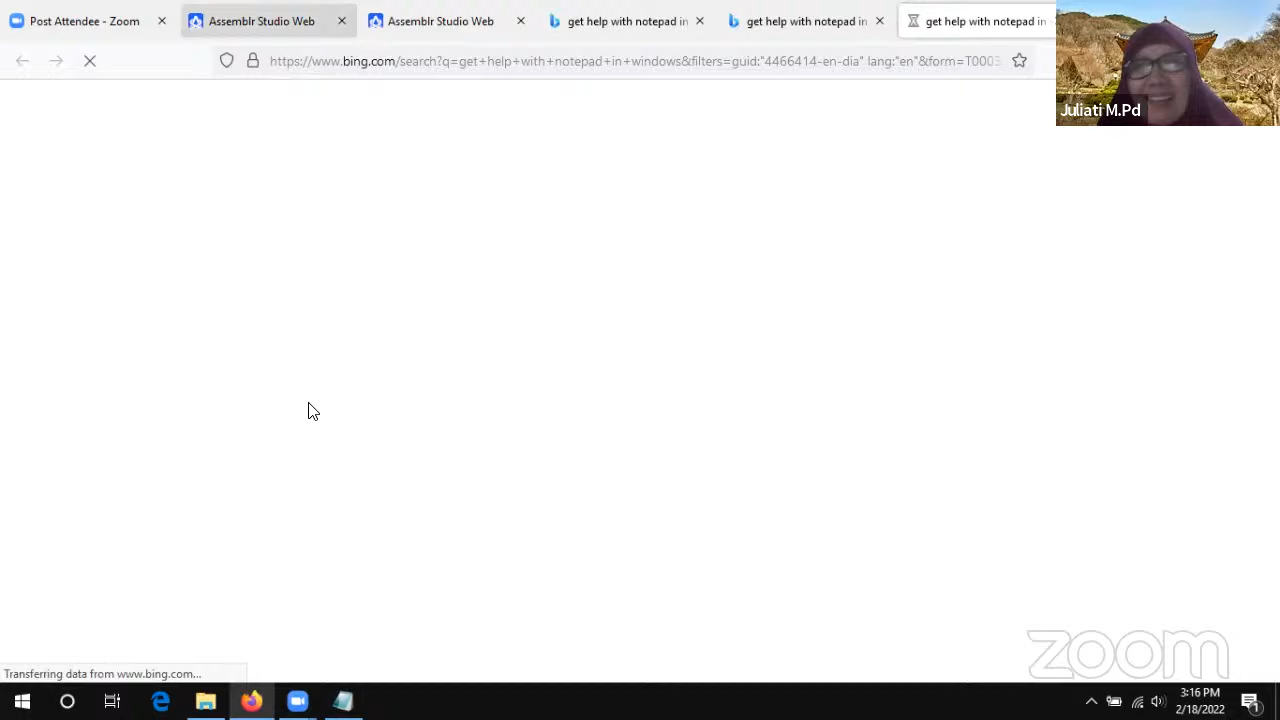 Post Attendee - Zoom
Assemblr Studio Web
Assemblr Studio Web
get help with notepad in
get help with notepad in
get help with notepad in
https://www.bing.com/search?q=get+help+with+notepad+in+windows&filters=guid:"4466414-en-dia" lang:"en"&form=T0003
Juliati M.Pd
zoom
Transferring data from www.bing.com...
3:16 PM
2/18/2022
1